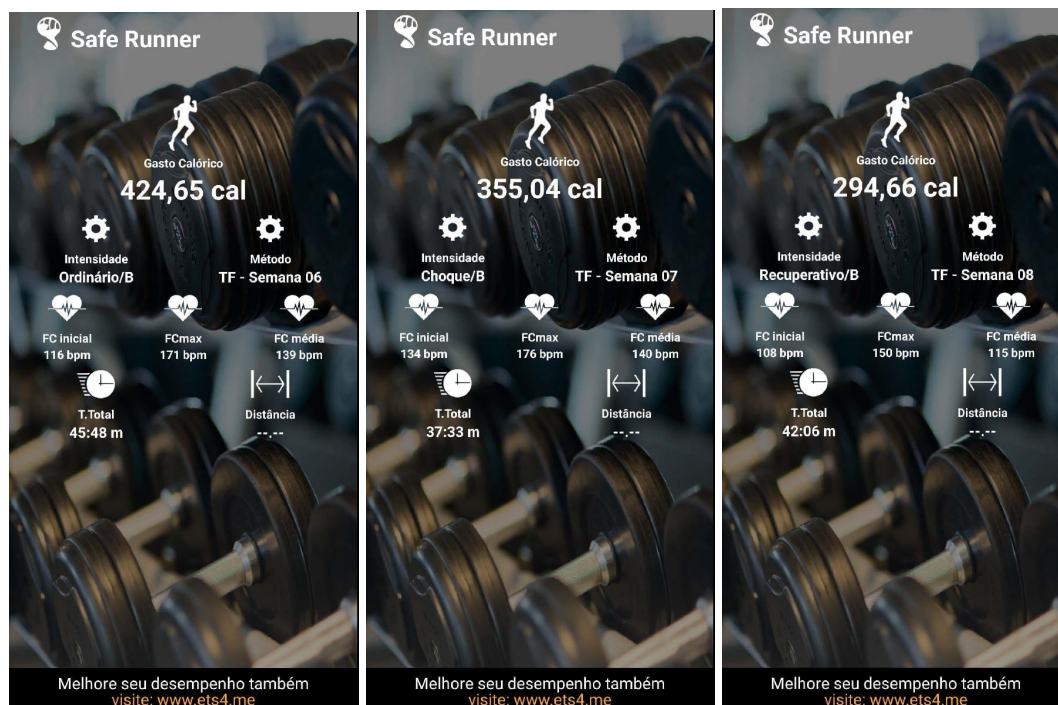 Safe Runner
Gasto Calórico
424,65 cal
Intensidade
Ordinário/B
Método
TF - Semana 06
FC inicial
116 bpm
FCmax
171 bpm
FC média
139 bpm
T.Total
45:48 m
Distância
--.--
Melhore seu desempenho também
visite: www.ets4.me
Safe Runner
Gasto Calórico
355,04 cal
Intensidade
Choque/B
Método
TF - Semana 07
FC inicial
134 bpm
FCmax
176 bpm
FC média
140 bpm
T.Total
37:33 m
Distância
--.--
Melhore seu desempenho também
visite: www.ets4.me
Safe Runner
Gasto Calórico
294,66 cal
Intensidade
Recuperativo/B
Método
TF - Semana 08
FC inicial
108 bpm
FCmax
150 bpm
FC média
115 bpm
T.Total
42:06 m
Distância
--.--
Melhore seu desempenho também
visite: www.ets4.me